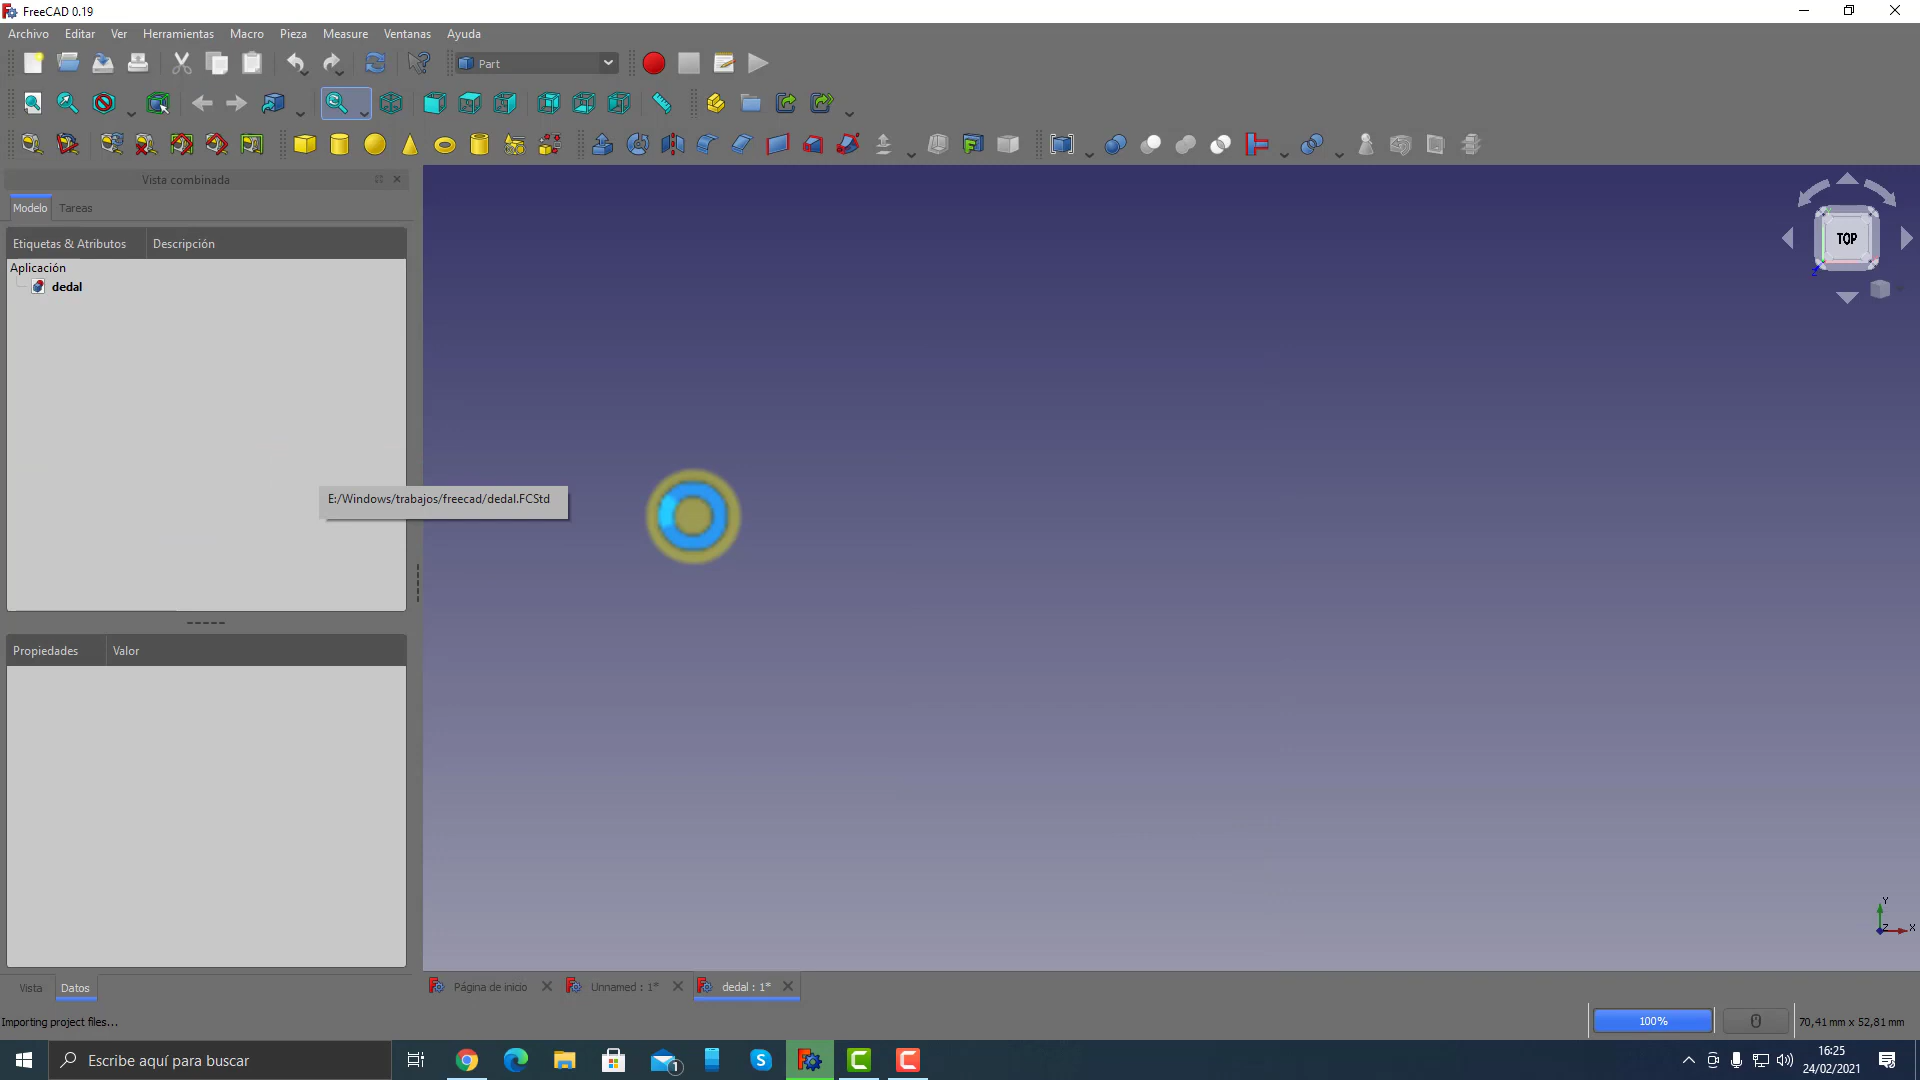 FreeCAD 0.19
Archivo Editar Ver Herramientas Macro Pieza Measure Ventanas Ayuda
Part
Vista combinada
Modelo Tareas
Etiquetas & Atributos Descripción
Aplicación
dedal
TOP
E:/Windows/trabajos/freecad/dedal.FCStd
Propiedades Valor
Y
Z
X
Vista Datos
Página de inicio Unnamed : 1* dedal : 1*
Importing project files...
100%
70,41 mm x 52,81 mm
Escribe aquí para buscar
1
16:25
24/02/2021